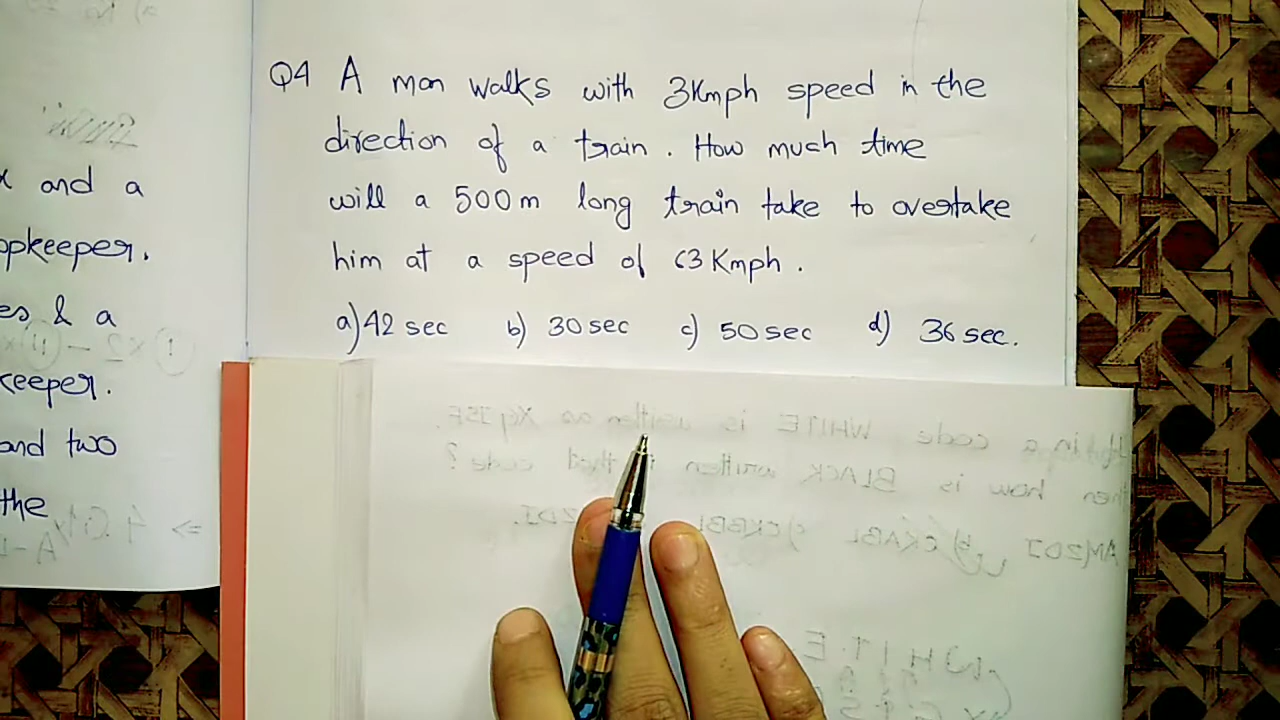 Q4 A man walks with 3Kmph speed in the
direction of a train. How much time
will a 500m long train take to overtake
him at a speed of 63 Kmph.
a) 42 sec b) 30 sec c) 50 sec d) 36 sec.
and a
opkeeper.
es & a
keeper.
and two
the